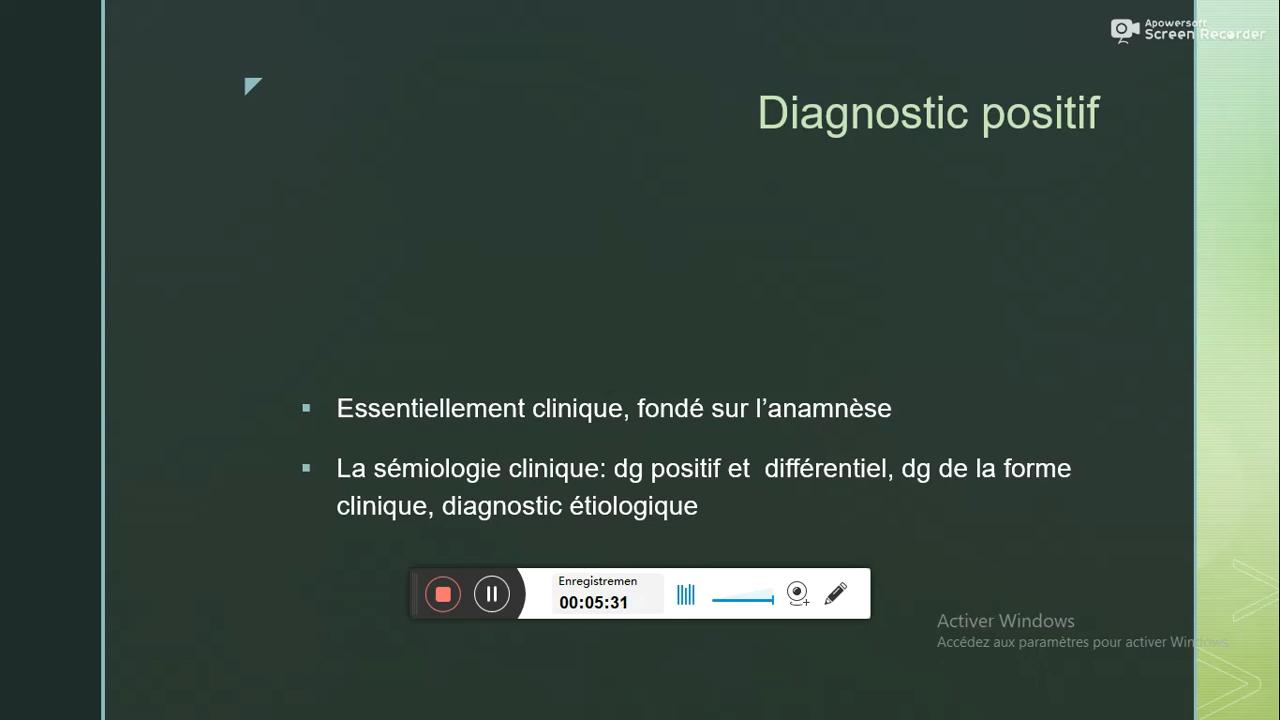 Apowersoft
Screen Recorder
Diagnostic positif
Essentiellement clinique, fondé sur l’anamnèse
La sémiologie clinique: dg positif et différentiel, dg de la forme
clinique, diagnostic étiologique
Enregistremen
00:05:31
Activer Windows
Accédez aux paramètres pour activer Windows.